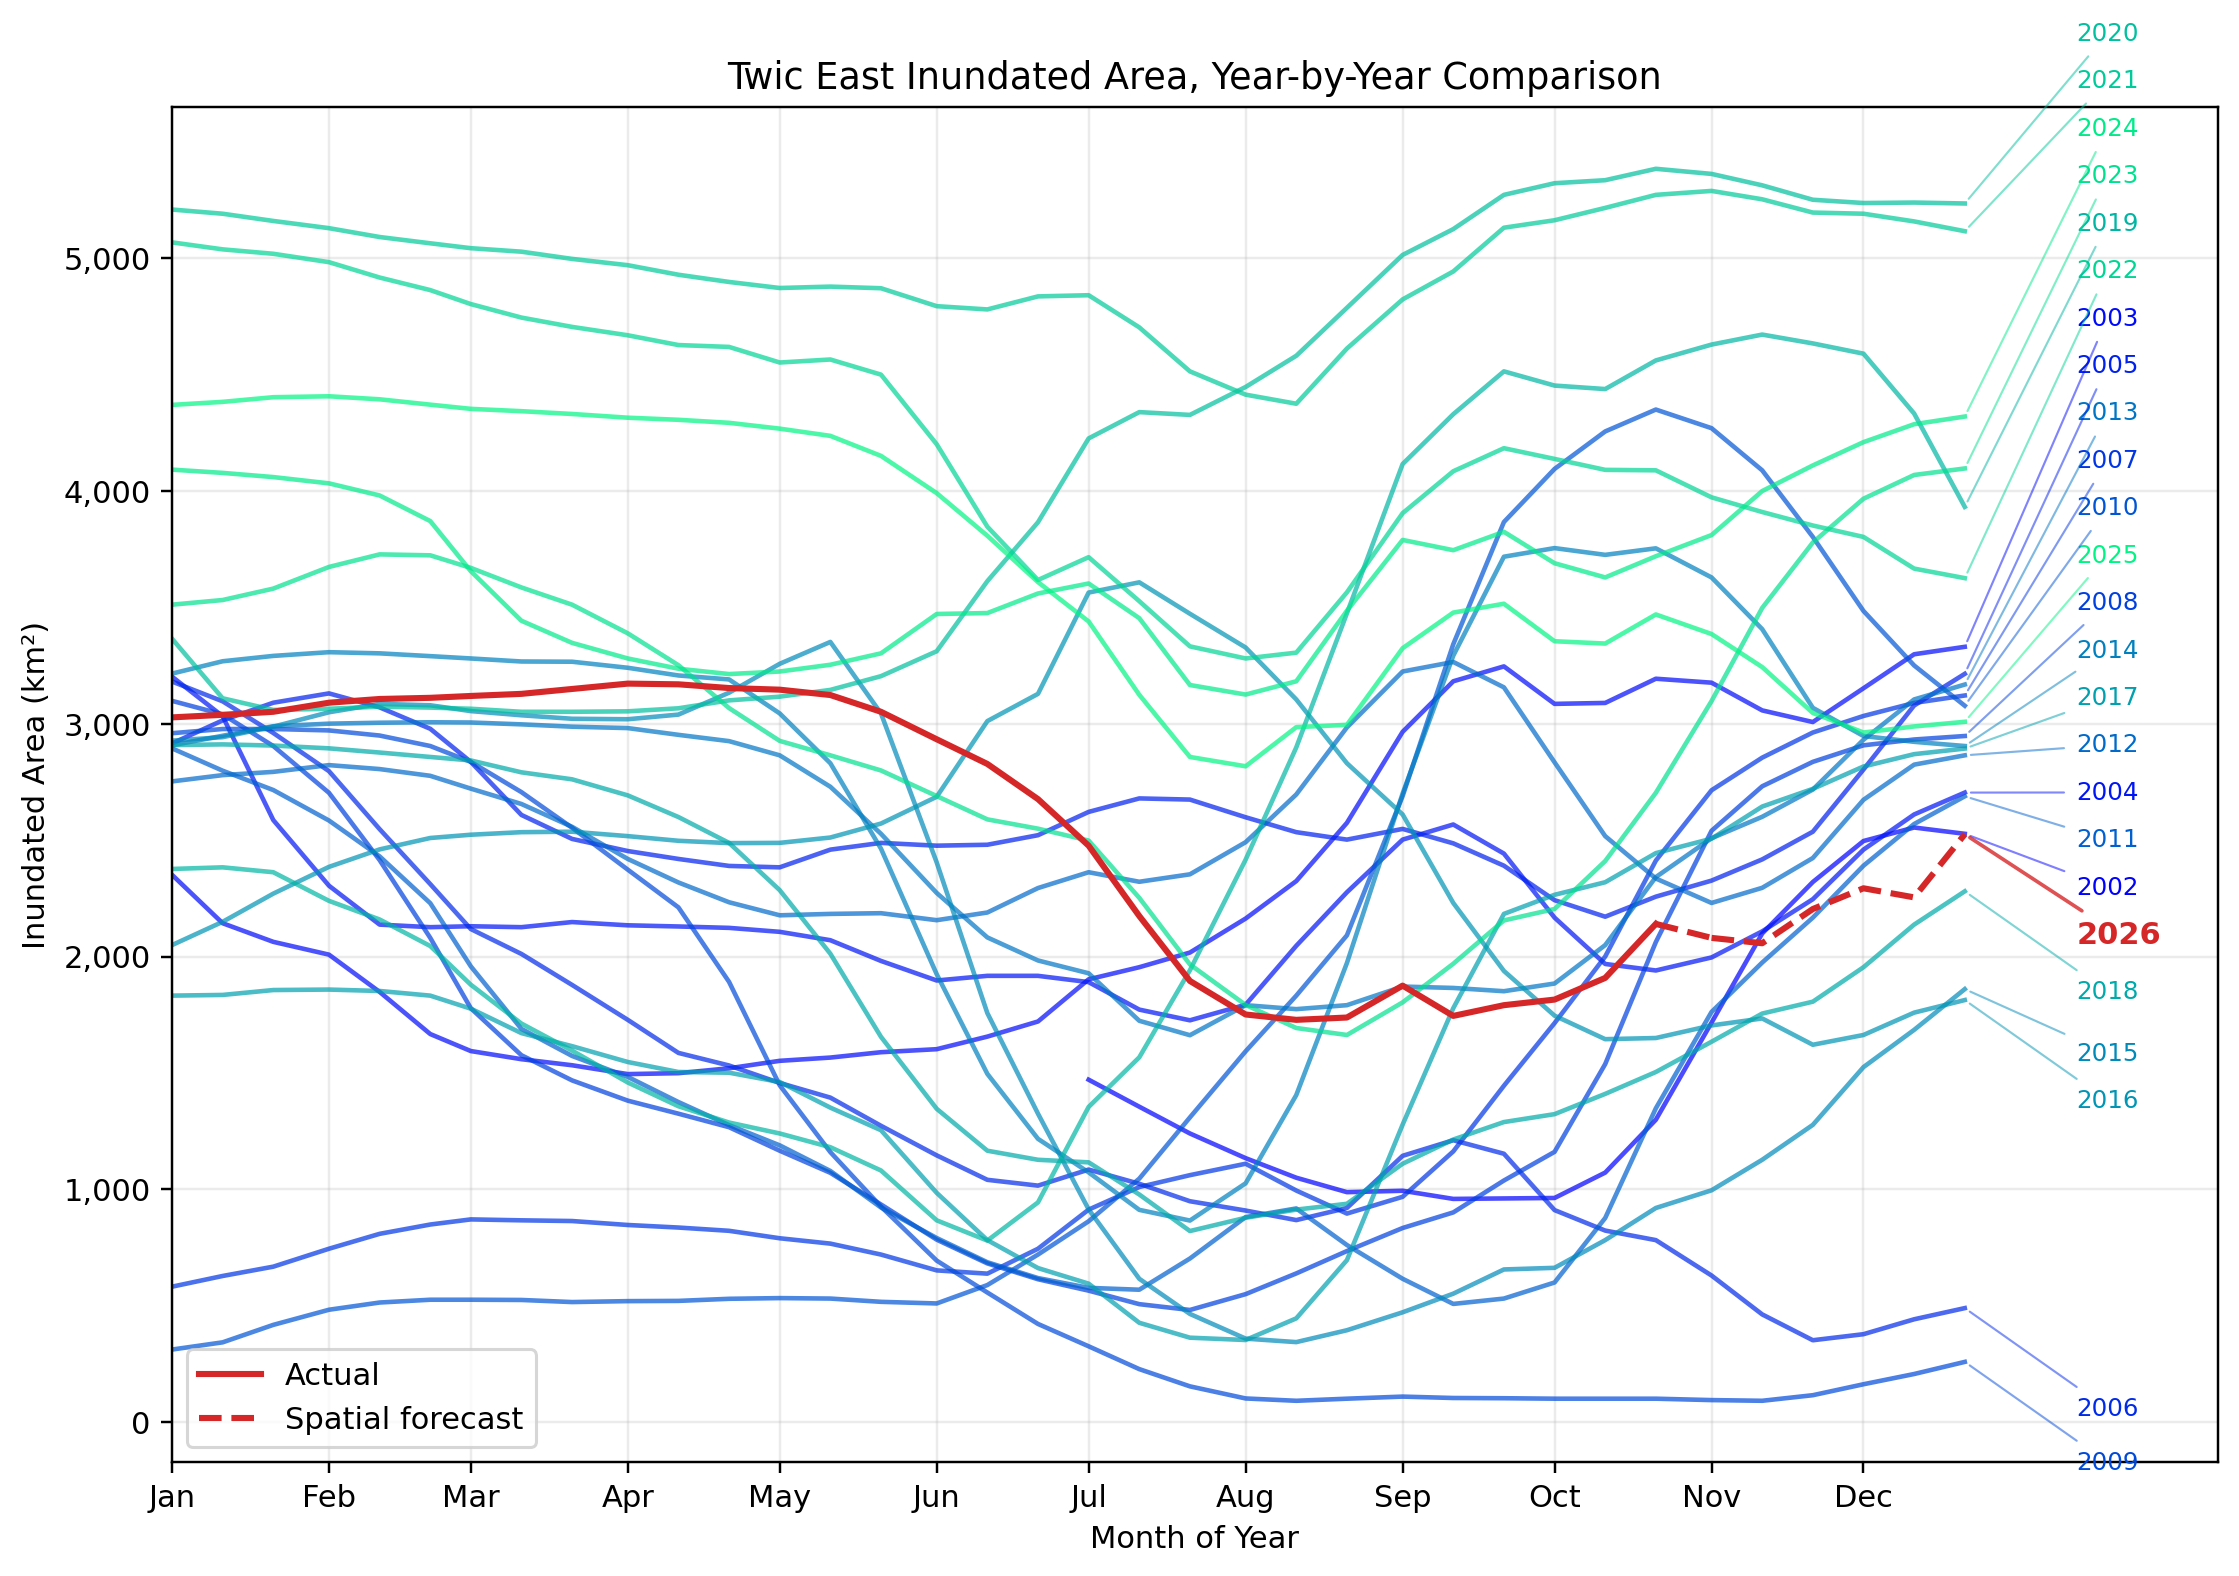 Twic East Inundated Area, Year-by-Year Comparison
Inundated Area (km²)
5,000
4,000
3,000
2,000
1,000
0
Jan
Feb
Mar
Apr
May
Jun
Jul
Aug
Sep
Oct
Nov
Dec
Month of Year
Actual
Spatial forecast
2020
2021
2024
2023
2019
2022
2003
2005
2013
2007
2010
2025
2008
2014
2017
2012
2004
2011
2002
2026
2018
2015
2016
2006
2009